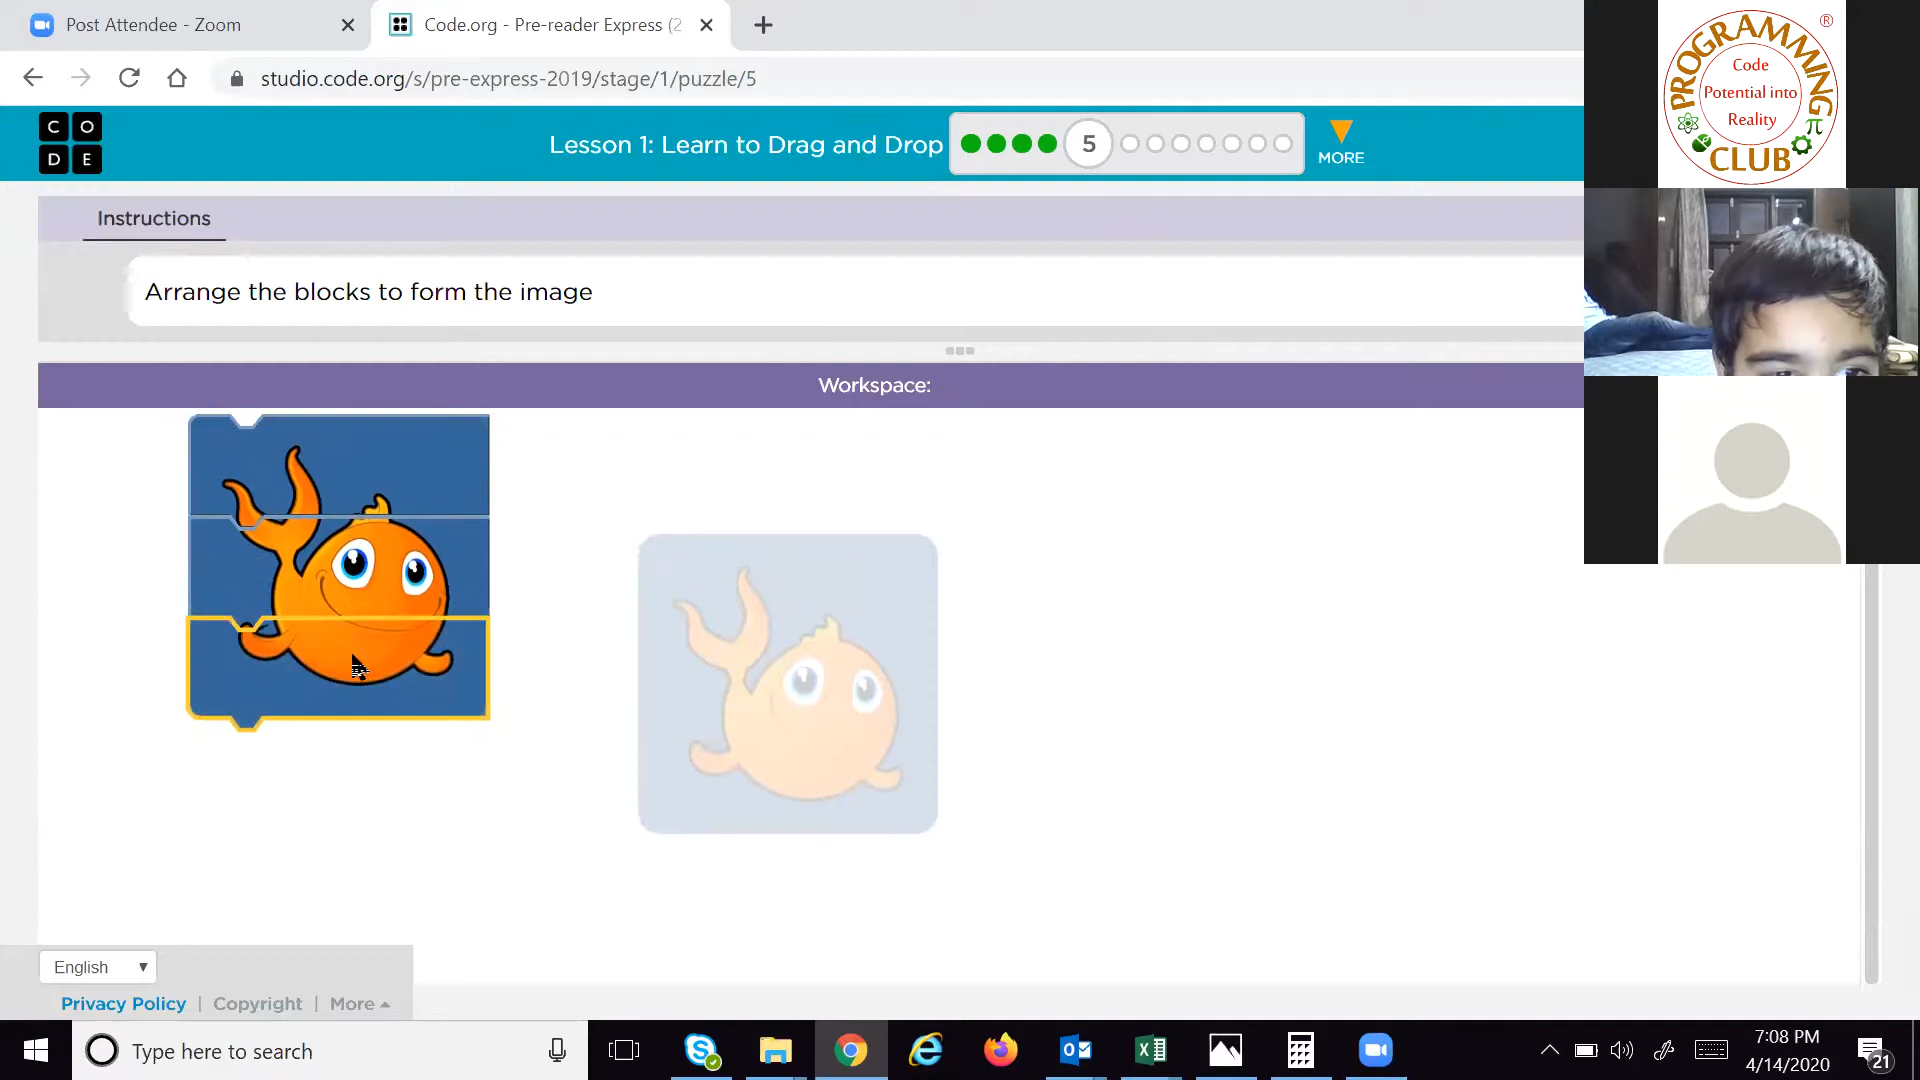 Post Attendee - Zoom
Code.org - Pre-reader Express (2
studio.code.org/s/pre-express-2019/stage/1/puzzle/5
C O
D E
Lesson 1: Learn to Drag and Drop
5
MORE
Instructions
Arrange the blocks to form the image
Workspace:
PROGRAMMING
®
Code
Potential into
Reality
π
CLUB
English
Privacy Policy | Copyright | More
Type here to search
7:08 PM
4/14/2020
21